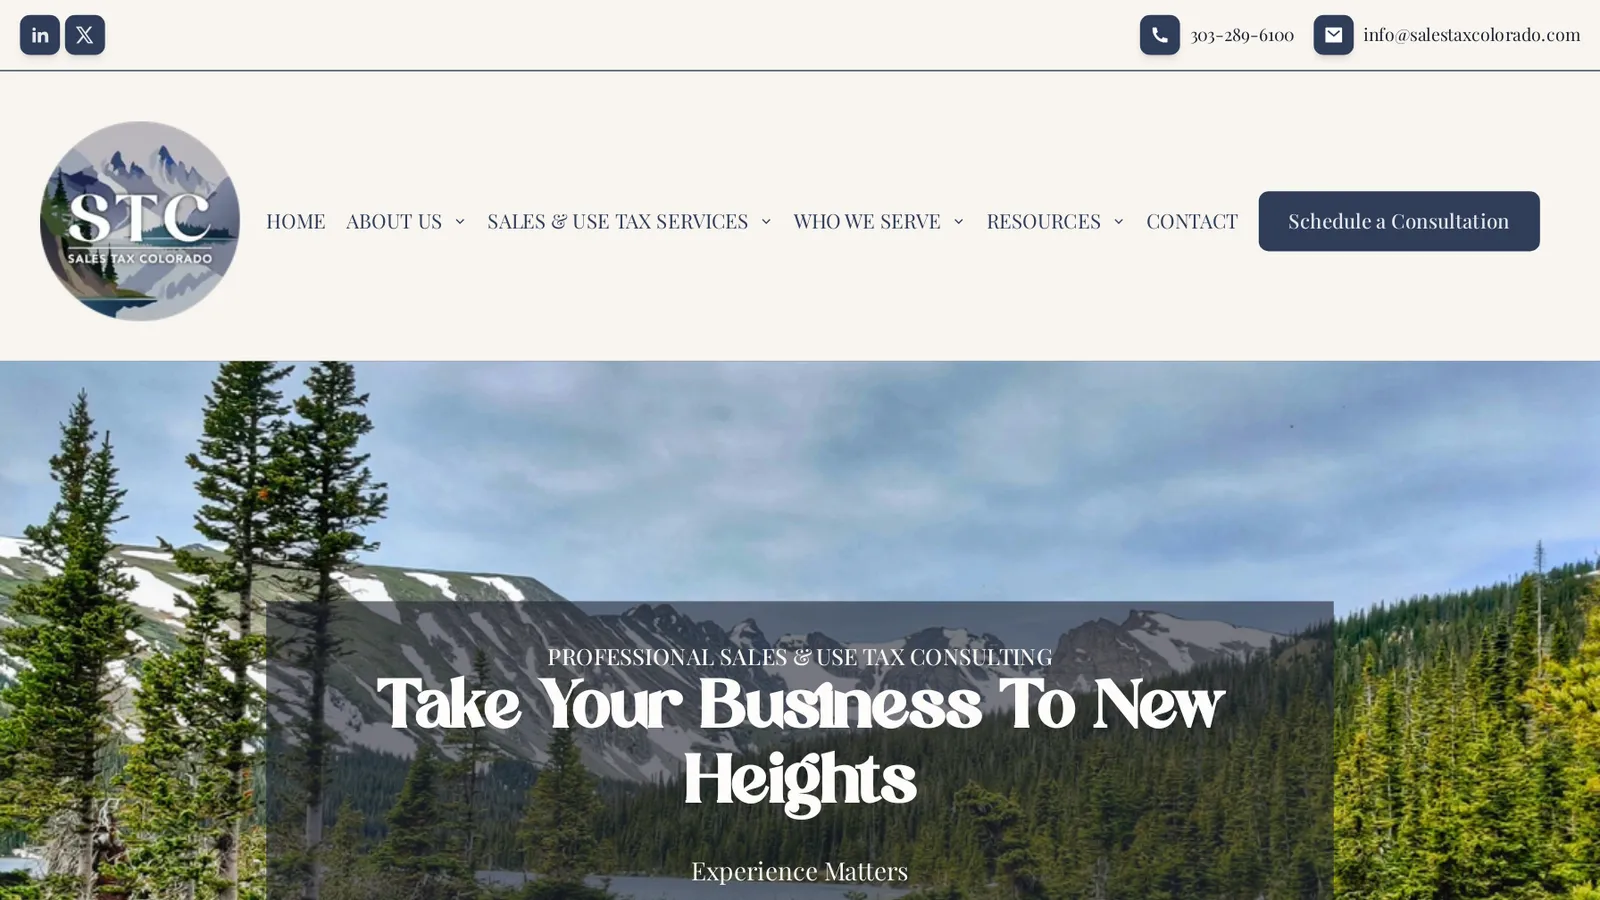 in
303-289-6100
info@salestaxcolorado.com
STC
SALES TAX COLORADO
HOME
ABOUT US
SALES & USE TAX SERVICES
WHO WE SERVE
RESOURCES
CONTACT
Schedule a Consultation
PROFESSIONAL SALES & USE TAX CONSULTING
Take Your Business To New
Heights
Experience Matters